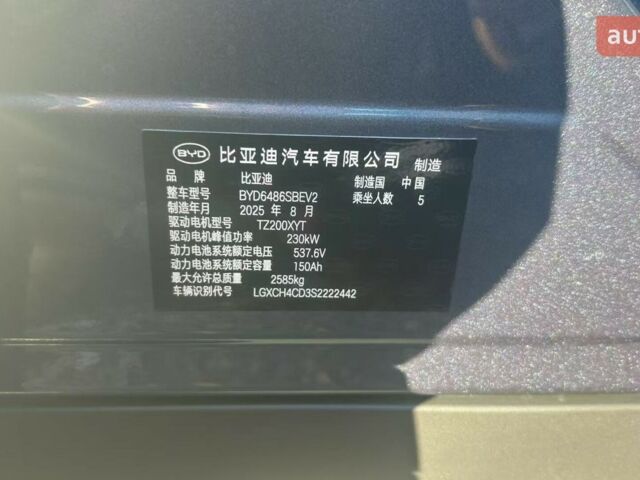 au
BYD 比亚迪汽车有限公司 制造
品牌 比亚迪 制造国 中国
整车型号 BYD6486SBEV2 乘坐人数 5
制造年月 2025 年 8 月
驱动电机型号 TZ200XYT
驱动电机峰值功率 230kW
动力电池系统额定电压 537.6V
动力电池系统额定容量 150Ah
最大允许总质量 2585kg
车辆识别代号 LGXCH4CD3S2222442